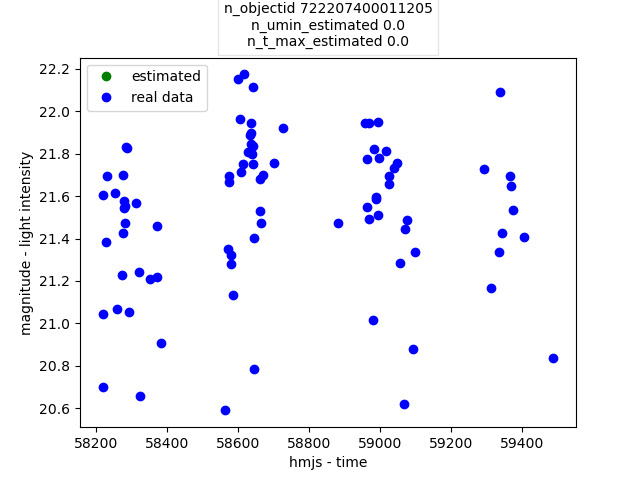 n_objectid 722207400011205
n_umin_estimated 0.0
n_t_max_estimated 0.0
estimated
real data
magnitude - light intensity
22.2
22.0
21.8
21.6
21.4
21.2
21.0
20.8
20.6
58200 58400 58600 58800 59000 59200 59400
hmjs - time